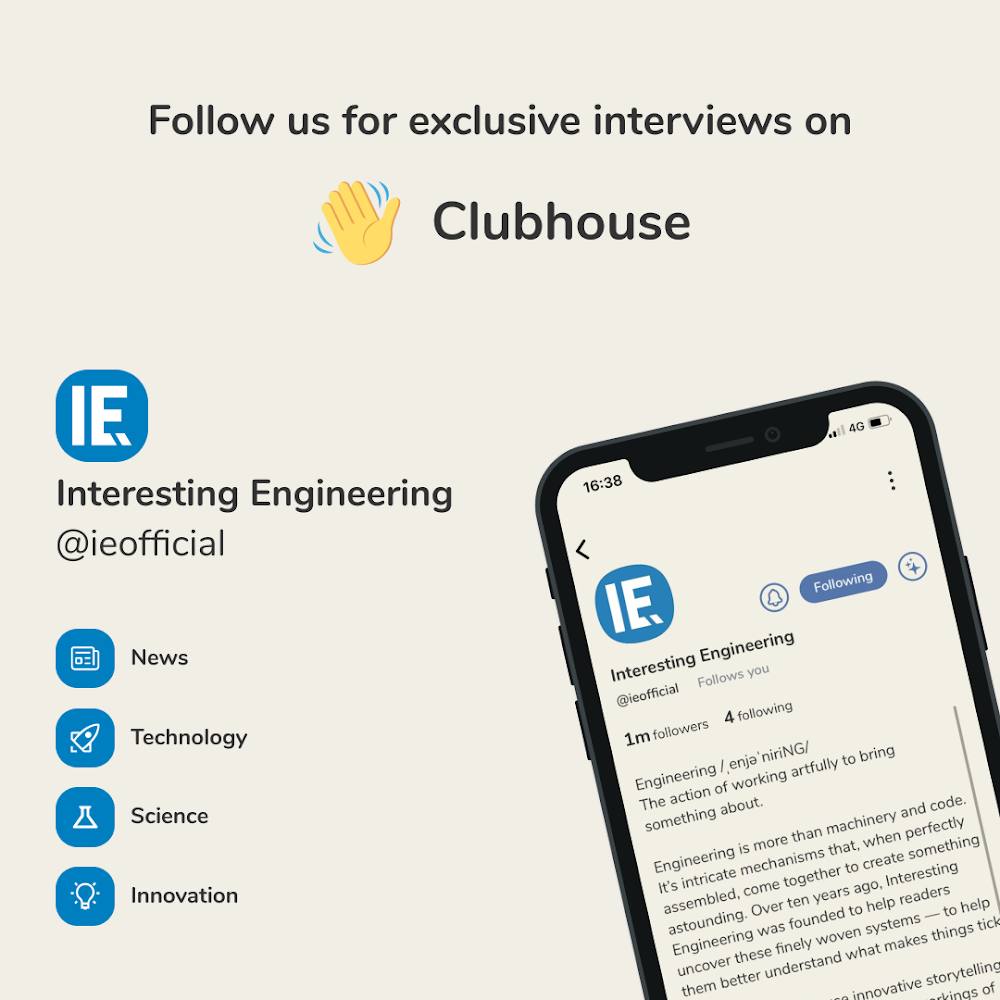 Follow us for exclusive interviews on
Clubhouse
IE
Interesting Engineering
@ieofficial
News
Technology
Science
Innovation
16:38
4G
IE
Following
Interesting Engineering
@ieofficial Follows you
1m followers 4 following
Engineering /ˌenjəˈniriNG/
The action of working artfully to bring
something about.
Engineering is more than machinery and code.
It's intricate mechanisms that, when perfectly
assembled, come together to create something
astounding. Over ten years ago, Interesting
Engineering was founded to help readers
uncover these finely woven systems — to help
them better understand what makes things tick
innovative storytelling
of